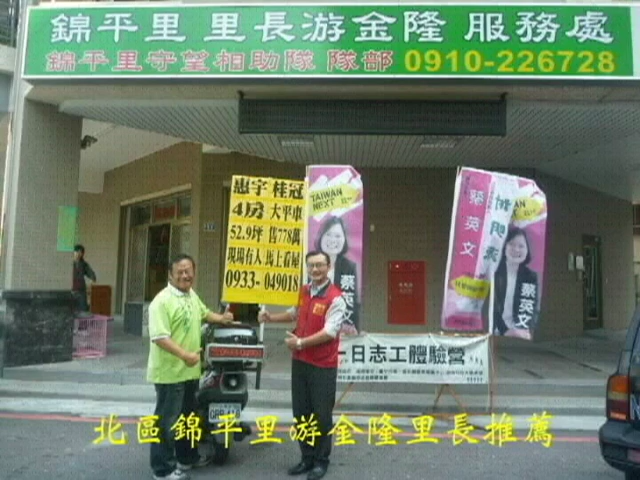 錦平里 里長游金隆 服務處
錦平里守望相助隊 隊部 0910-226728
惠宇 桂冠
4房 大平車
52.9坪 售778萬
現場有人 馬上看屋
0933-049018
TAIWAN
NEXT
蔡英文
蔡英文
蔡英文
一日志工體驗營
北區錦平里游金隆里長推薦